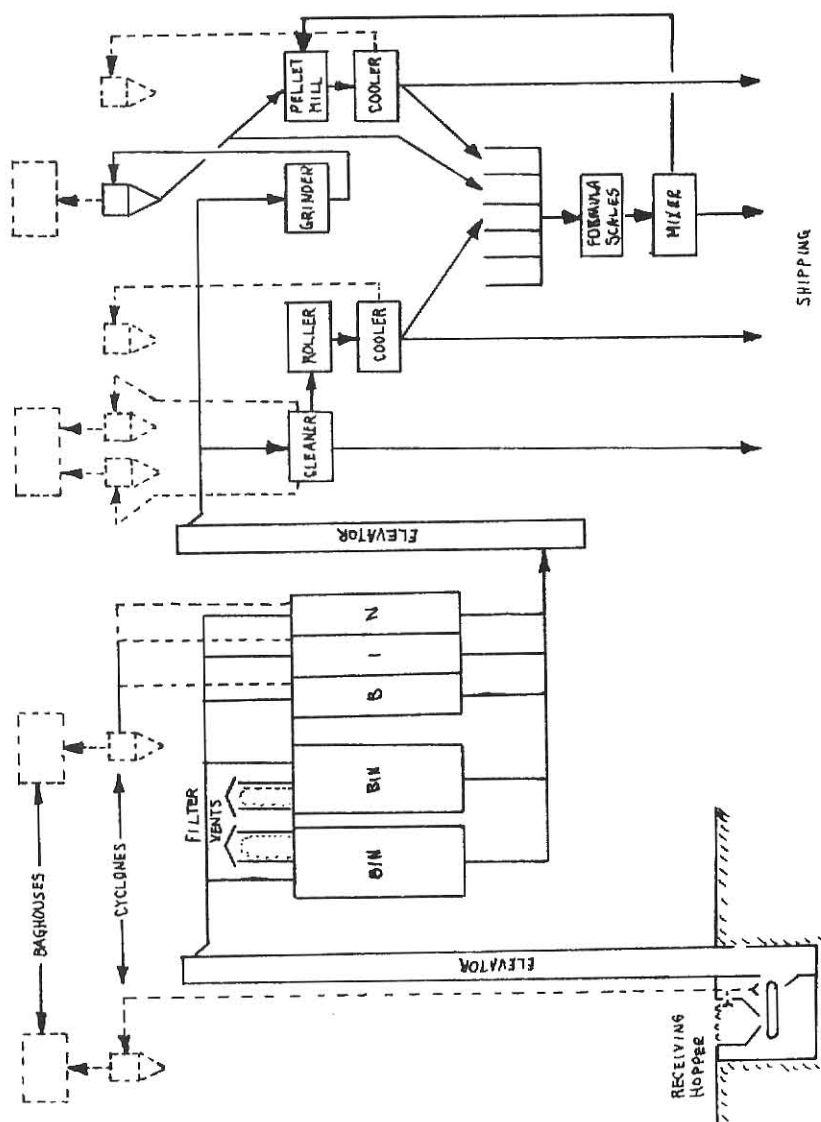 BAGHOUSES
CYCLONES
FILTER
VENTS
RECEIVING
HOPPER
ELEVATOR
BIN
BIN
B I N
ELEVATOR
CLEANER
ROLLER
COOLER
GRINDER
PELLET
MILL
COOLER
FORMULA
SCALES
MIXER
SHIPPING